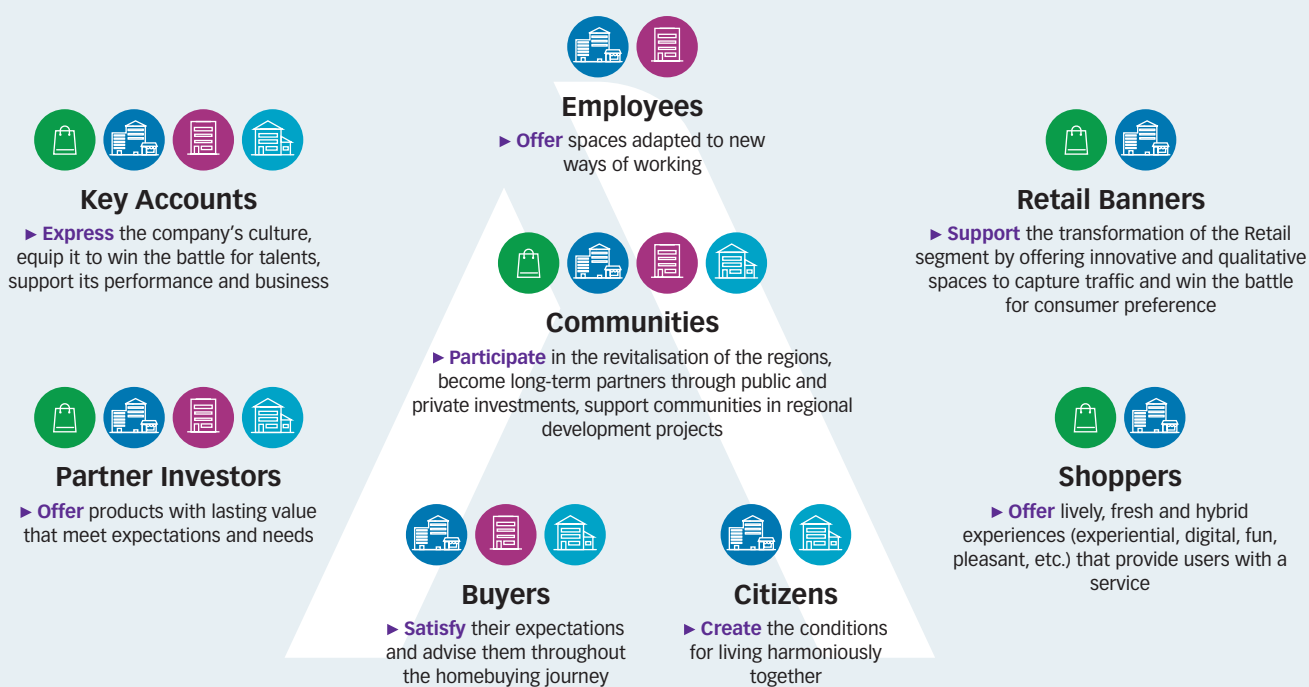 Employees
► Offer spaces adapted to new
ways of working
Key Accounts
► Express the company's culture,
equip it to win the battle for talents,
support its performance and business
Retail Banners
► Support the transformation of the Retail
segment by offering innovative and qualitative
spaces to capture traffic and win the battle
for consumer preference
Communities
► Participate in the revitalisation of the regions,
become long-term partners through public and
private investments, support communities in regional
development projects
Partner Investors
► Offer products with lasting value
that meet expectations and needs
Shoppers
► Offer lively, fresh and hybrid
experiences (experiential, digital, fun,
pleasant, etc.) that provide users with a
service
Buyers
► Satisfy their expectations
and advise them throughout
the homebuying journey
Citizens
► Create the conditions
for living harmoniously
together